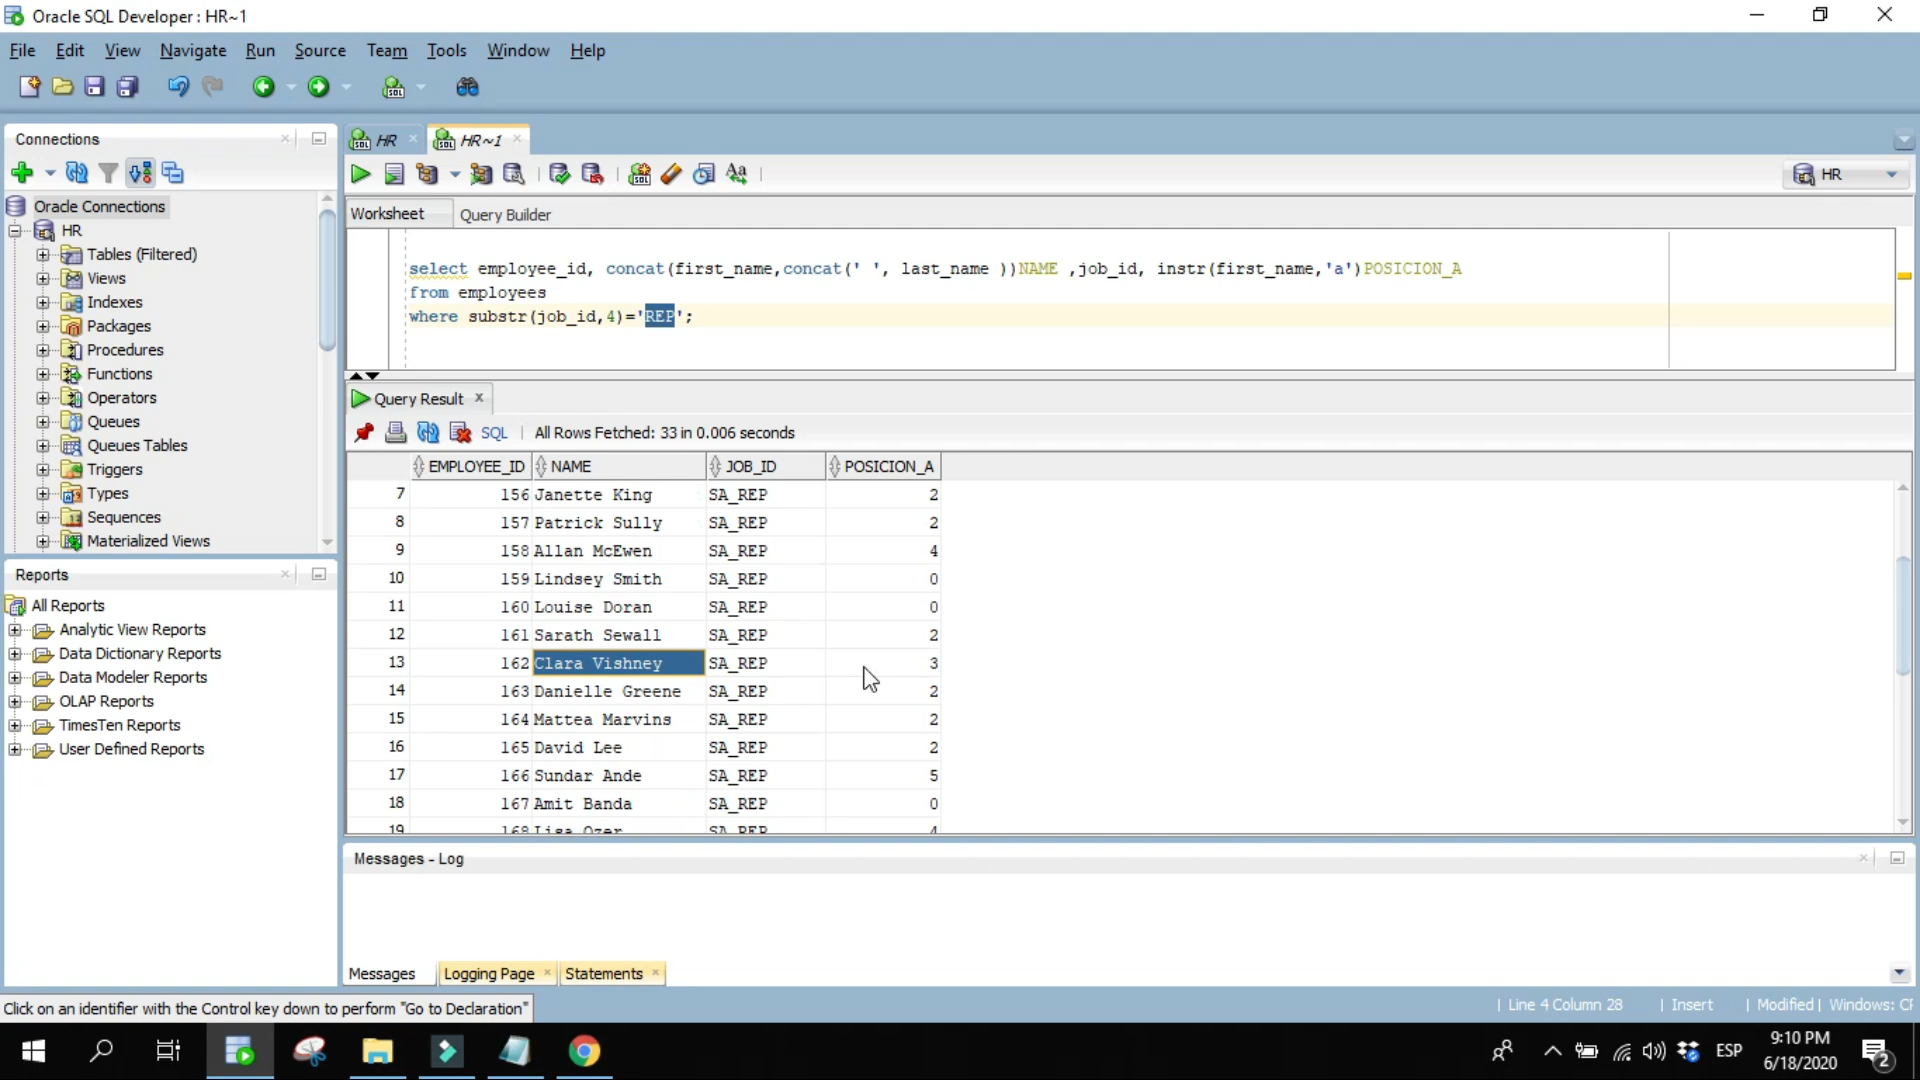 Oracle SQL Developer : HR~1
File Edit View Navigate Run Source Team Tools Window Help
Connections
Oracle Connections
HR
Tables (Filtered)
Views
Indexes
Packages
Procedures
Functions
Operators
Queues
Queues Tables
Triggers
Types
Sequences
Materialized Views
Reports
All Reports
Analytic View Reports
Data Dictionary Reports
Data Modeler Reports
OLAP Reports
TimesTen Reports
User Defined Reports
HR HR~1
HR
Worksheet Query Builder
select employee_id, concat(first_name,concat(' ', last_name ))NAME ,job_id, instr(first_name,'a')POSICION_A
from employees
where substr(job_id,4)='REP';
Query Result
SQL | All Rows Fetched: 33 in 0.006 seconds
EMPLOYEE_ID NAME JOB_ID POSICION_A
7 156 Janette King SA_REP 2
8 157 Patrick Sully SA_REP 2
9 158 Allan McEwen SA_REP 4
10 159 Lindsey Smith SA_REP 0
11 160 Louise Doran SA_REP 0
12 161 Sarath Sewall SA_REP 2
13 162 Clara Vishney SA_REP 3
14 163 Danielle Greene SA_REP 2
15 164 Mattea Marvins SA_REP 2
16 165 David Lee SA_REP 2
17 166 Sundar Ande SA_REP 5
18 167 Amit Banda SA_REP 0
19 168 Lisa Ozer SA_REP 4
Messages - Log
Messages Logging Page Statements
Click on an identifier with the Control key down to perform "Go to Declaration"
| Line 4 Column 28 | Insert | Modified | Windows: CF
ESP
9:10 PM
6/18/2020
2